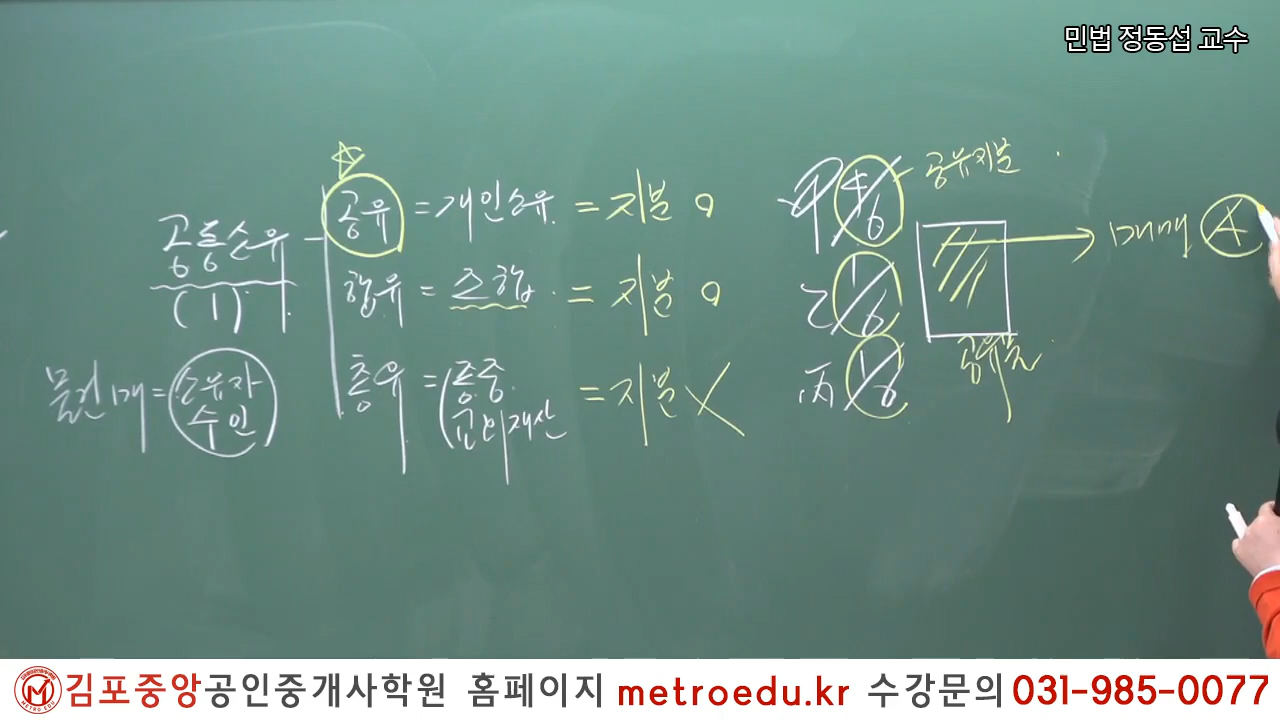 민법 정동섭 교수
공동소유
(1)
물건 1개 = 소유자 수인
공유 = 개인소유 = 지분 O
합유 = 조합 = 지분 O
총유 = 종중 교회재산 = 지분 X
甲 4/6 공유지분
乙 1/6
丙 1/6
공유물
매매 A
METRO EDU
김포중앙공인중개사학원 홈페이지 metroedu.kr 수강문의 031-985-0077